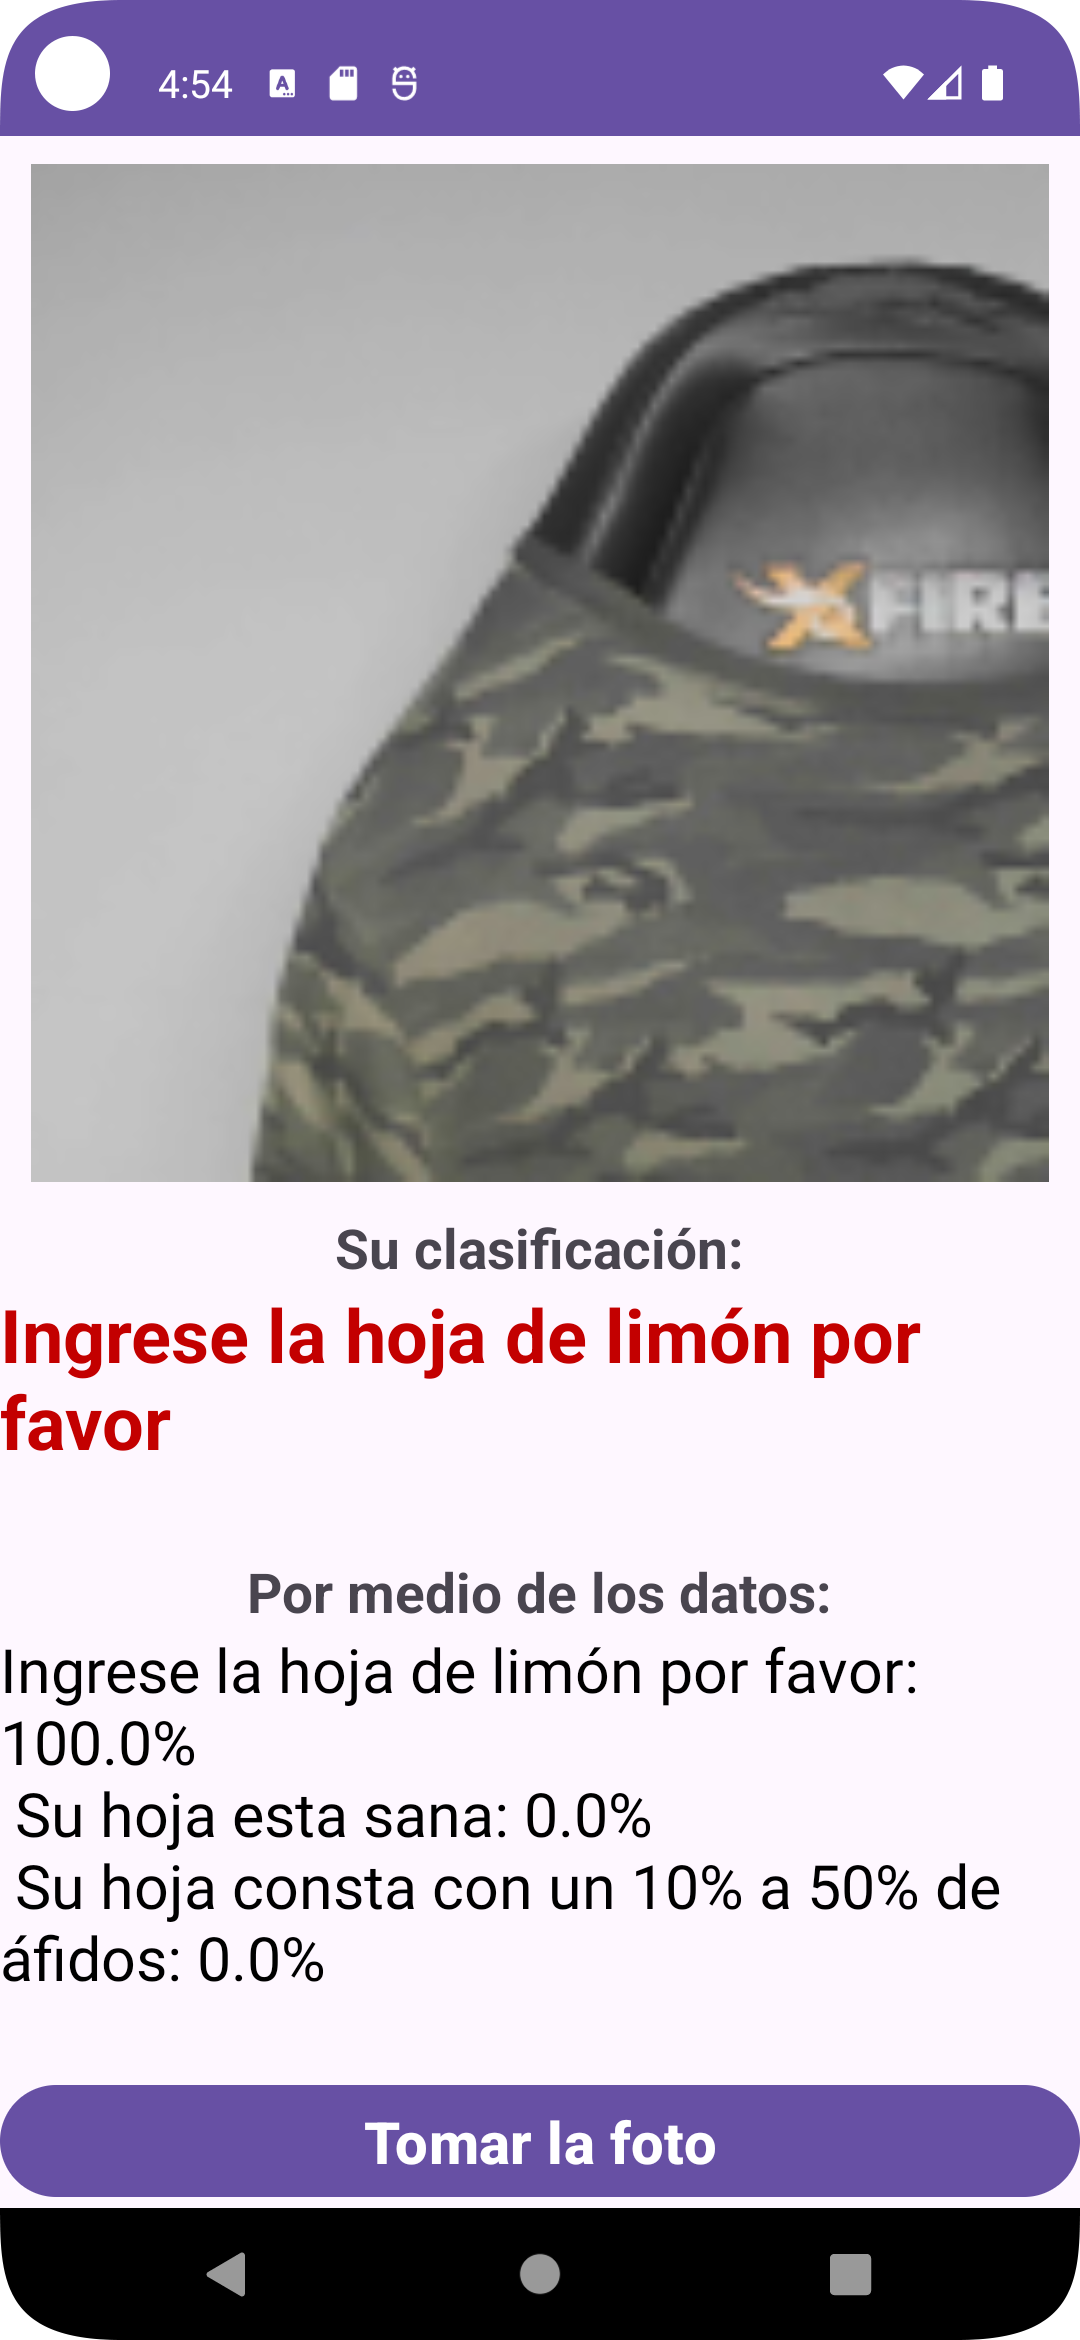 4:54
XFIRE
Su clasificación:
Ingrese la hoja de limón por
favor
Por medio de los datos:
Ingrese la hoja de limón por favor:
100.0%
Su hoja esta sana: 0.0%
Su hoja consta con un 10% a 50% de
áfidos: 0.0%
Tomar la foto